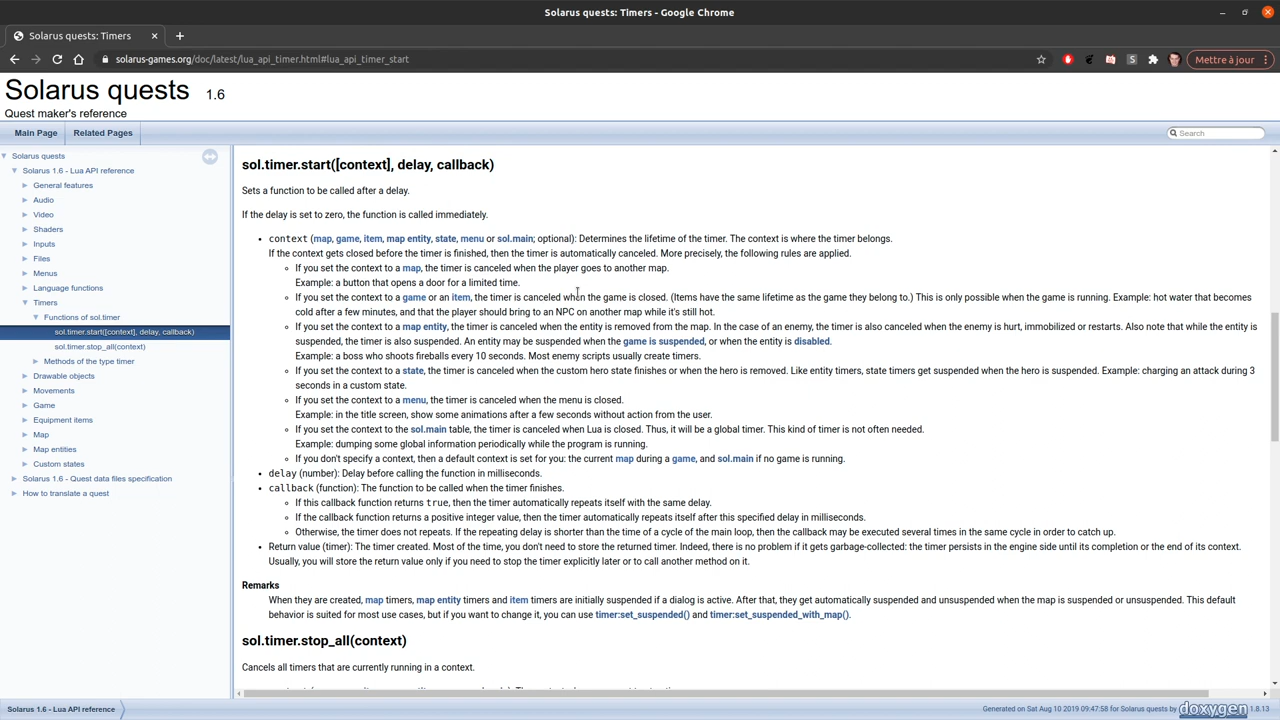 Solarus quests: Timers - Google Chrome
Solarus quests: Timers
solarus-games.org/doc/latest/lua_api_timer.html#lua_api_timer_start
S
Mettre à jour
Solarus quests 1.6
Quest maker's reference
Main Page
Related Pages
Search
Solarus quests
Solarus 1.6 - Lua API reference
General features
Audio
Video
Shaders
Inputs
Files
Menus
Language functions
Timers
Functions of sol.timer
sol.timer.start([context], delay, callback)
sol.timer.stop_all(context)
Methods of the type timer
Drawable objects
Movements
Game
Equipment items
Map
Map entities
Custom states
Solarus 1.6 - Quest data files specification
How to translate a quest
sol.timer.start([context], delay, callback)
Sets a function to be called after a delay.
If the delay is set to zero, the function is called immediately.
context (map, game, item, map entity, state, menu or sol.main; optional): Determines the lifetime of the timer. The context is where the timer belongs.
If the context gets closed before the timer is finished, then the timer is automatically canceled. More precisely, the following rules are applied.
If you set the context to a map, the timer is canceled when the player goes to another map.
Example: a button that opens a door for a limited time.
If you set the context to a game or an item, the timer is canceled when the game is closed. (Items have the same lifetime as the game they belong to.) This is only possible when the game is running. Example: hot water that becomes
cold after a few minutes, and that the player should bring to an NPC on another map while it's still hot.
If you set the context to a map entity, the timer is canceled when the entity is removed from the map. In the case of an enemy, the timer is also canceled when the enemy is hurt, immobilized or restarts. Also note that while the entity is
suspended, the timer is also suspended. An entity may be suspended when the game is suspended, or when the entity is disabled.
Example: a boss who shoots fireballs every 10 seconds. Most enemy scripts usually create timers.
If you set the context to a state, the timer is canceled when the custom hero state finishes or when the hero is removed. Like entity timers, state timers get suspended when the hero is suspended. Example: charging an attack during 3
seconds in a custom state.
If you set the context to a menu, the timer is canceled when the menu is closed.
Example: in the title screen, show some animations after a few seconds without action from the user.
If you set the context to the sol.main table, the timer is canceled when Lua is closed. Thus, it will be a global timer. This kind of timer is not often needed.
Example: dumping some global information periodically while the program is running.
If you don't specify a context, then a default context is set for you: the current map during a game, and sol.main if no game is running.
delay (number): Delay before calling the function in milliseconds.
callback (function): The function to be called when the timer finishes.
If this callback function returns true, then the timer automatically repeats itself with the same delay.
If the callback function returns a positive integer value, then the timer automatically repeats itself after this specified delay in milliseconds.
Otherwise, the timer does not repeats. If the repeating delay is shorter than the time of a cycle of the main loop, then the callback may be executed several times in the same cycle in order to catch up.
Return value (timer): The timer created. Most of the time, you don't need to store the returned timer. Indeed, there is no problem if it gets garbage-collected: the timer persists in the engine side until its completion or the end of its context.
Usually, you will store the return value only if you need to stop the timer explicitly later or to call another method on it.
Remarks
When they are created, map timers, map entity timers and item timers are initially suspended if a dialog is active. After that, they get automatically suspended and unsuspended when the map is suspended or unsuspended. This default
behavior is suited for most use cases, but if you want to change it, you can use timer:set_suspended() and timer:set_suspended_with_map().
sol.timer.stop_all(context)
Cancels all timers that are currently running in a context.
Solarus 1.6 - Lua API reference
Generated on Sat Aug 10 2019 09:47:58 for Solarus quests by doxygen 1.8.13